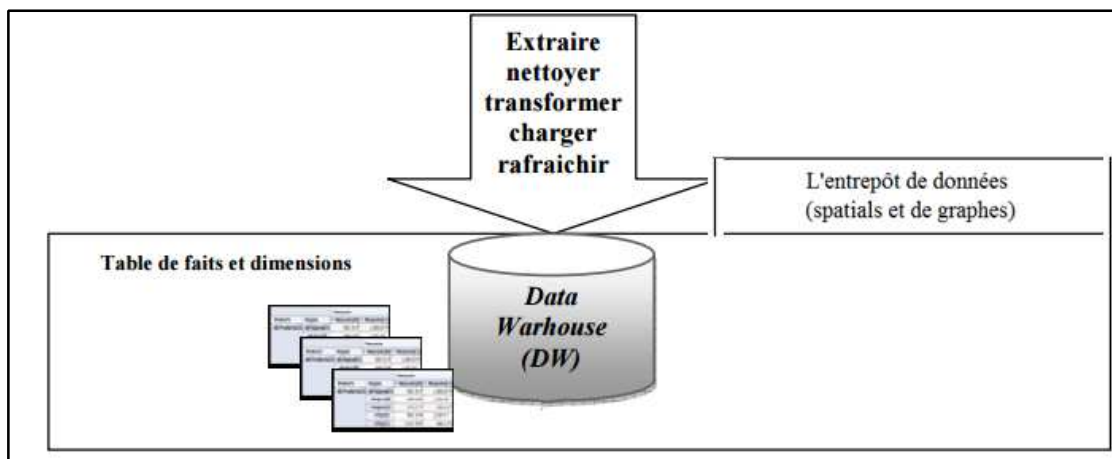 Extraire
nettoyer
transformer
charger
rafraichir
L'entrepôt de données
(spatials et de graphes)
Table de faits et dimensions
Data
Warhouse
(DW)